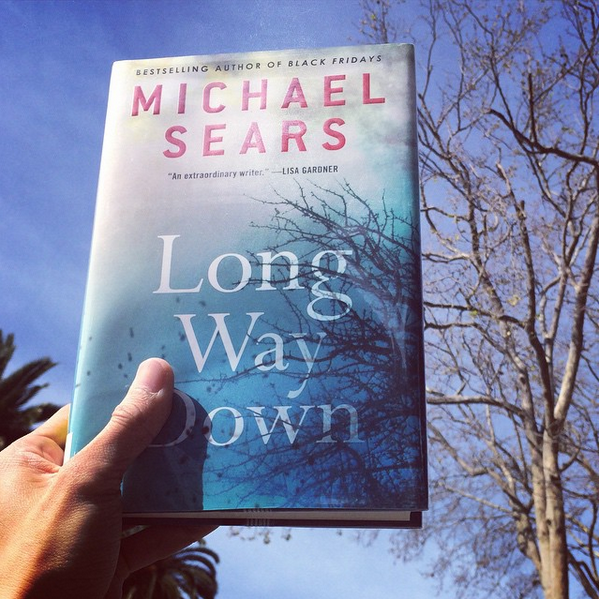 BESTSELLING AUTHOR OF BLACK FRIDAYS
MICHAEL
SEARS
"An extraordinary writer."—LISA GARDNER
Long
Way
Down